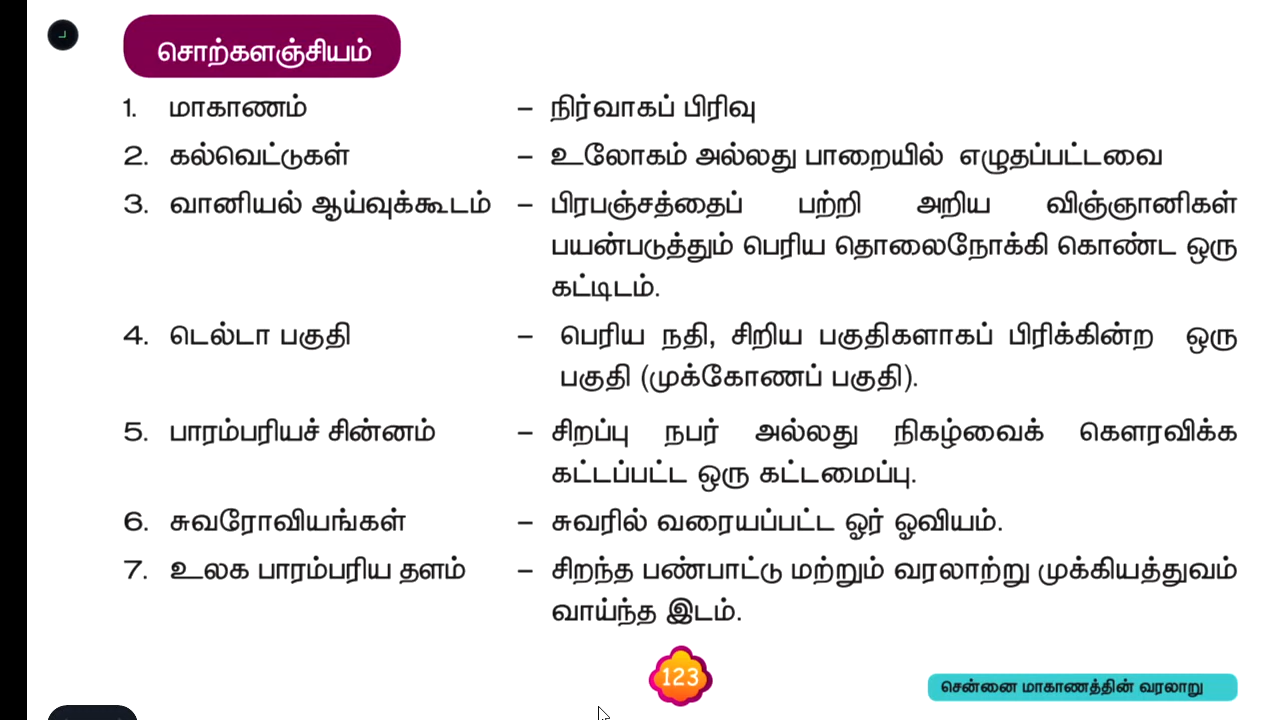 சொற்களஞ்சியம்
1. மாகாணம் – நிர்வாகப் பிரிவு
2. கல்வெட்டுகள் – உலோகம் அல்லது பாறையில் எழுதப்பட்டவை
3. வானியல் ஆய்வுக்கூடம் – பிரபஞ்சத்தைப் பற்றி அறிய விஞ்ஞானிகள்
பயன்படுத்தும் பெரிய தொலைநோக்கி கொண்ட ஒரு
கட்டிடம்.
4. டெல்டா பகுதி – பெரிய நதி, சிறிய பகுதிகளாகப் பிரிக்கின்ற ஒரு
பகுதி (முக்கோணப் பகுதி).
5. பாரம்பரியச் சின்னம் – சிறப்பு நபர் அல்லது நிகழ்வைக் கௌரவிக்க
கட்டப்பட்ட ஒரு கட்டமைப்பு.
6. சுவரோவியங்கள் – சுவரில் வரையப்பட்ட ஓர் ஓவியம்.
7. உலக பாரம்பரிய தளம் – சிறந்த பண்பாட்டு மற்றும் வரலாற்று முக்கியத்துவம்
வாய்ந்த இடம்.
123
சென்னை மாகாணத்தின் வரலாறு